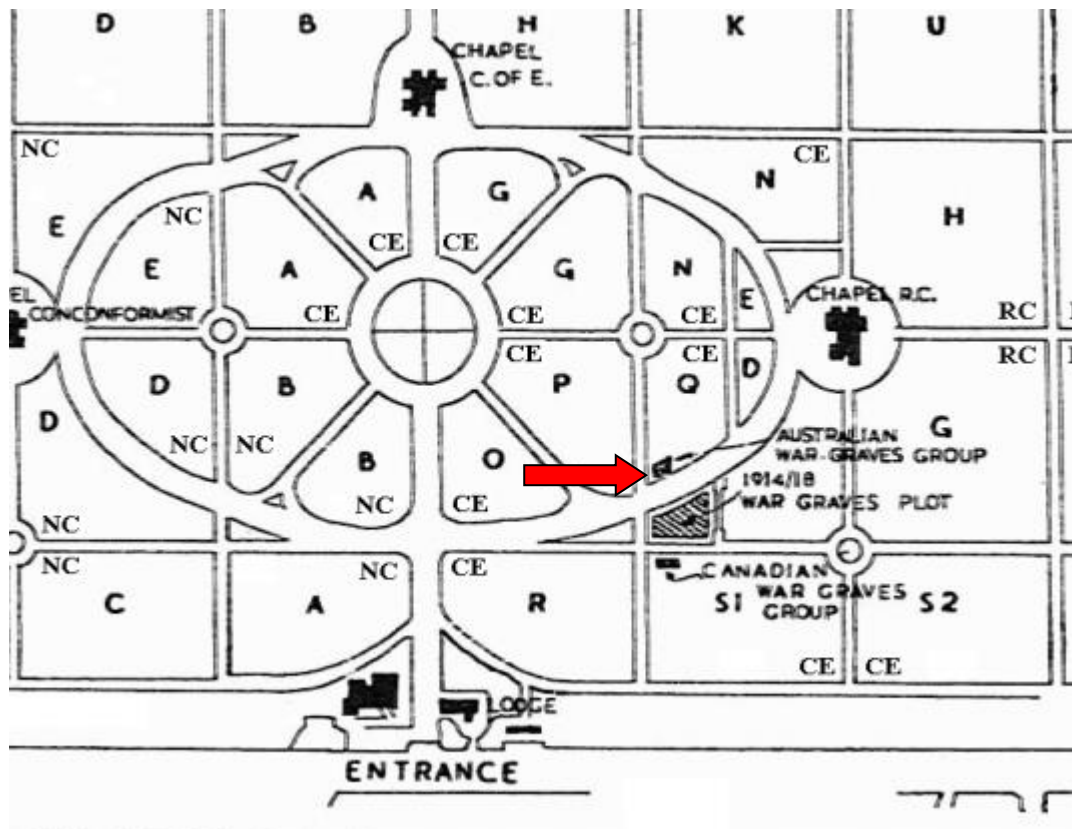 D B H K U
CHAPEL
C. OF E.
NC CE
N
A G
NC
E H
CE CE
E A G N
E
CHAPEL R.C.
CONCONFORMIST
CE CE CE RC
CE CE RC
D B P Q D
D
G
NC NC
B O
AUSTRALIAN
WAR GRAVES GROUP
1914/18
WAR GRAVES PLOT
NC CE
NC
NC NC CE
CANADIAN
WAR GRAVES
GROUP
C A R S1 S2
CE CE
LODGE
ENTRANCE